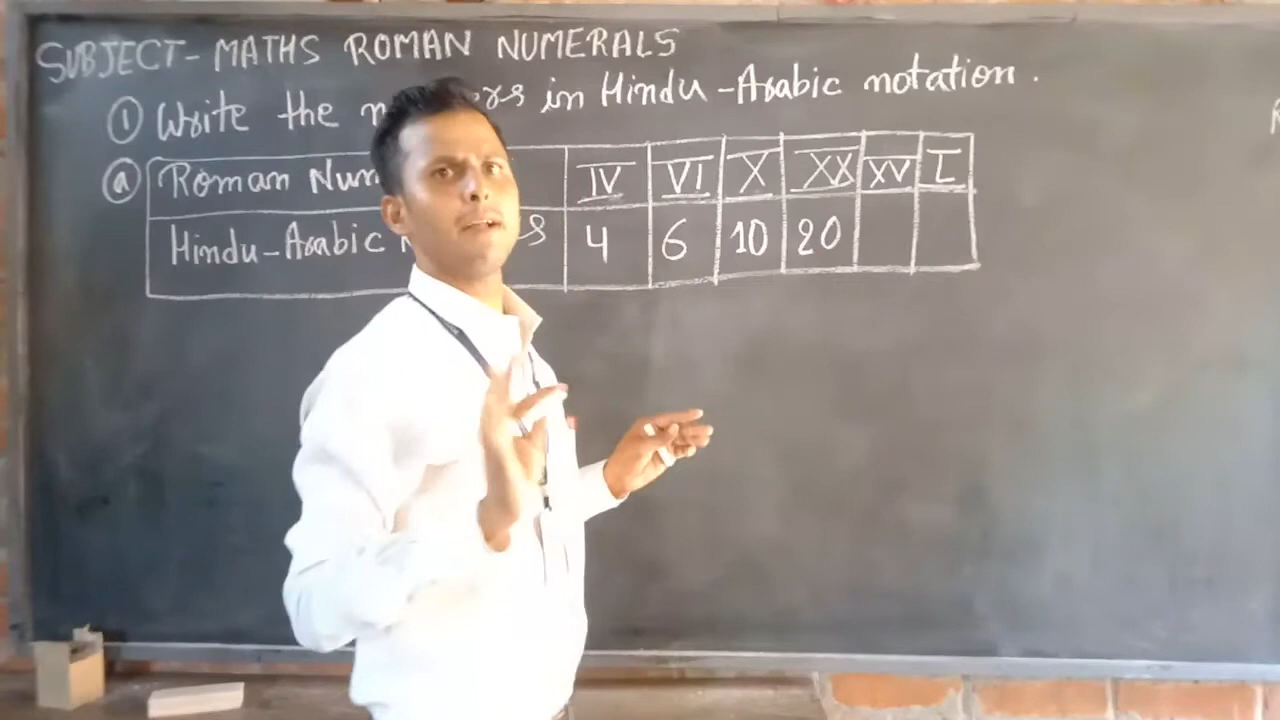 SUBJECT- MATHS ROMAN NUMERALS
① Write the in Hindu-Arabic notation.
ⓐ Roman IV VI X XX XV I
Hindu-Arabic 4 6 10 20